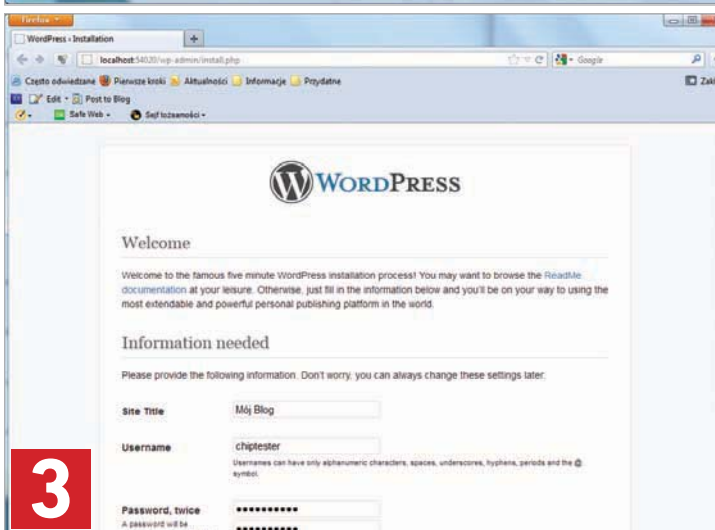 Firefox
WordPress › Installation
localhost:54020/wp-admin/install.php
Google
Często odwiedzane Pierwsze kroki Aktualności Informacje Przydatne
Edit Post to Blog
Safe Web Sejf tożsamości
WORDPRESS
Welcome
Welcome to the famous five minute WordPress installation process! You may want to browse the ReadMe
documentation at your leisure. Otherwise, just fill in the information below and you'll be on your way to using the
most extendable and powerful personal publishing platform in the world.
Information needed
Please provide the following information. Don't worry, you can always change these settings later.
Site Title Mój Blog
Username chiptester
Usernames can have only alphanumeric characters, spaces, underscores, hyphens, periods and the @
symbol.
Password, twice ••••••••••
A password will be
••••••••••
3